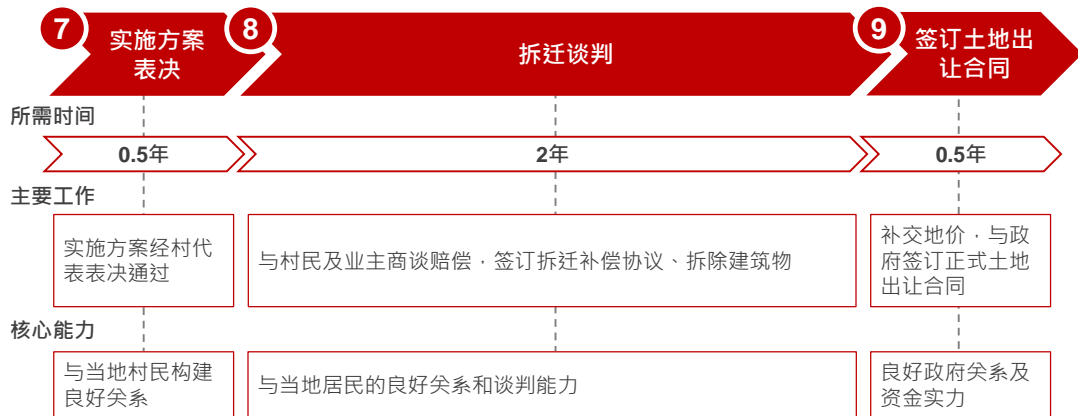 7
实施方案
表决
8
拆迁谈判
9
签订土地出
让合同
所需时间
0.5年
2年
0.5年
主要工作
实施方案经村代
表表决通过
与村民及业主商谈赔偿，签订拆迁补偿协议、拆除建筑物
补交地价，与政
府签订正式土地
出让合同
核心能力
与当地村民构建
良好关系
与当地居民的良好关系和谈判能力
良好政府关系及
资金实力